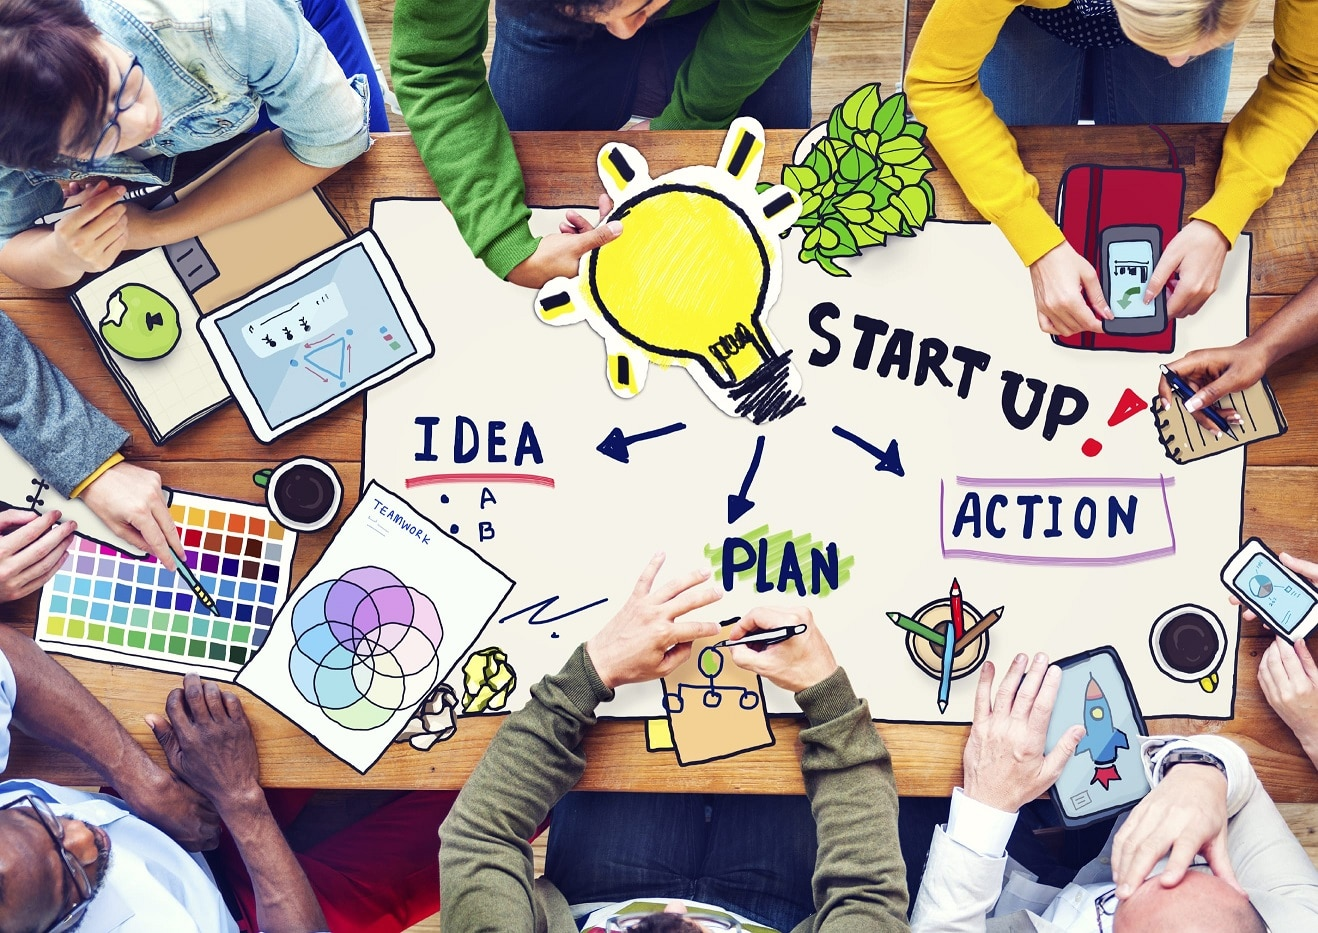 START UP!
IDEA
• A
• B
PLAN
ACTION
TEAMWORK